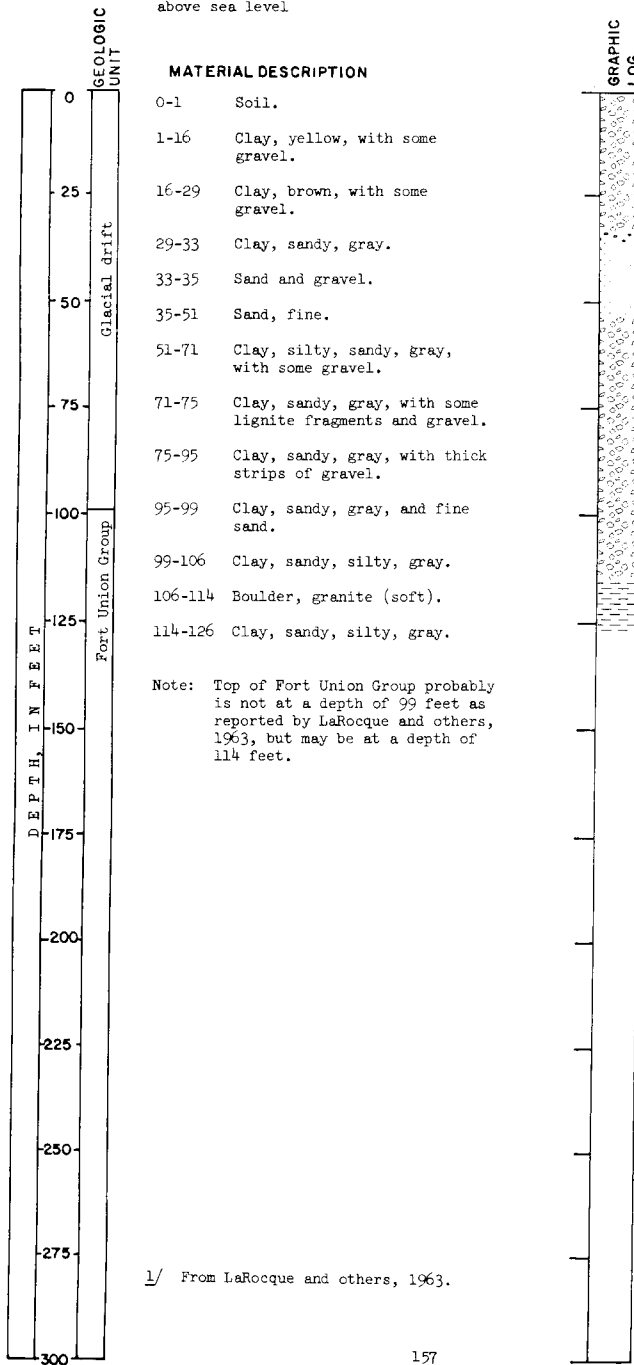 above sea level
GEOLOGIC
UNIT
MATERIAL DESCRIPTION
GRAPHIC
LOG
0-1 Soil.
1-16 Clay, yellow, with some
gravel.
16-29 Clay, brown, with some
gravel.
29-33 Clay, sandy, gray.
33-35 Sand and gravel.
35-51 Sand, fine.
51-71 Clay, silty, sandy, gray,
with some gravel.
71-75 Clay, sandy, gray, with some
lignite fragments and gravel.
75-95 Clay, sandy, gray, with thick
strips of gravel.
95-99 Clay, sandy, gray, and fine
sand.
99-106 Clay, sandy, silty, gray.
106-114 Boulder, granite (soft).
114-126 Clay, sandy, silty, gray.
Note: Top of Fort Union Group probably
is not at a depth of 99 feet as
reported by LaRocque and others,
1963, but may be at a depth of
114 feet.
DEPTH, IN FEET
0
25
50
75
100
125
150
175
200
225
250
275
300
Glacial drift
Fort Union Group
1/ From LaRocque and others, 1963.
157